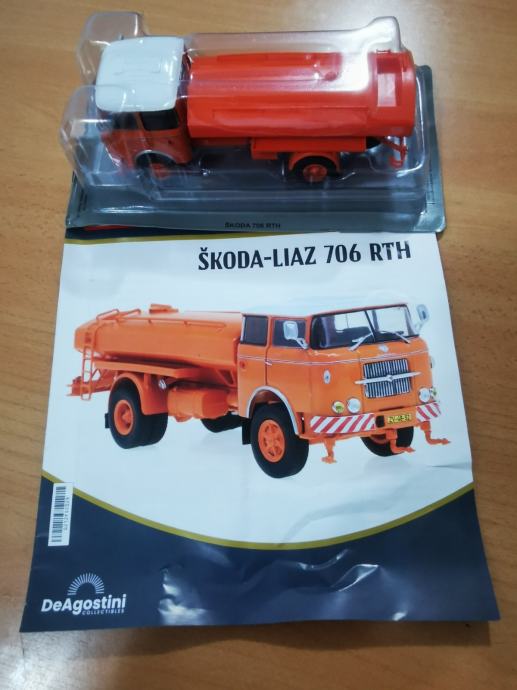 ŠKODA 706 RTH
ŠKODA-LIAZ 706 RTH
DeAgostini
COLLECTIBLES